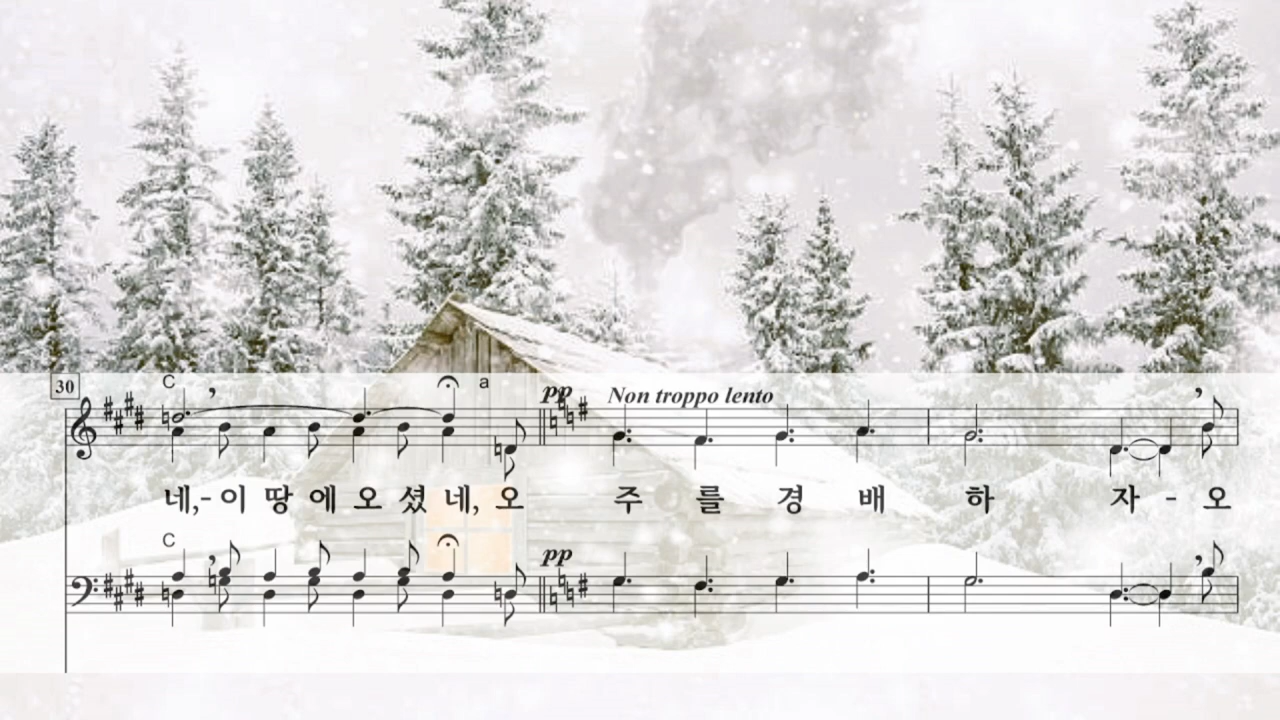 30
C a
pp Non troppo lento
네,-이 땅 에 오 셨 네, 오 주 를 경 배 하 자 - 오
C
pp